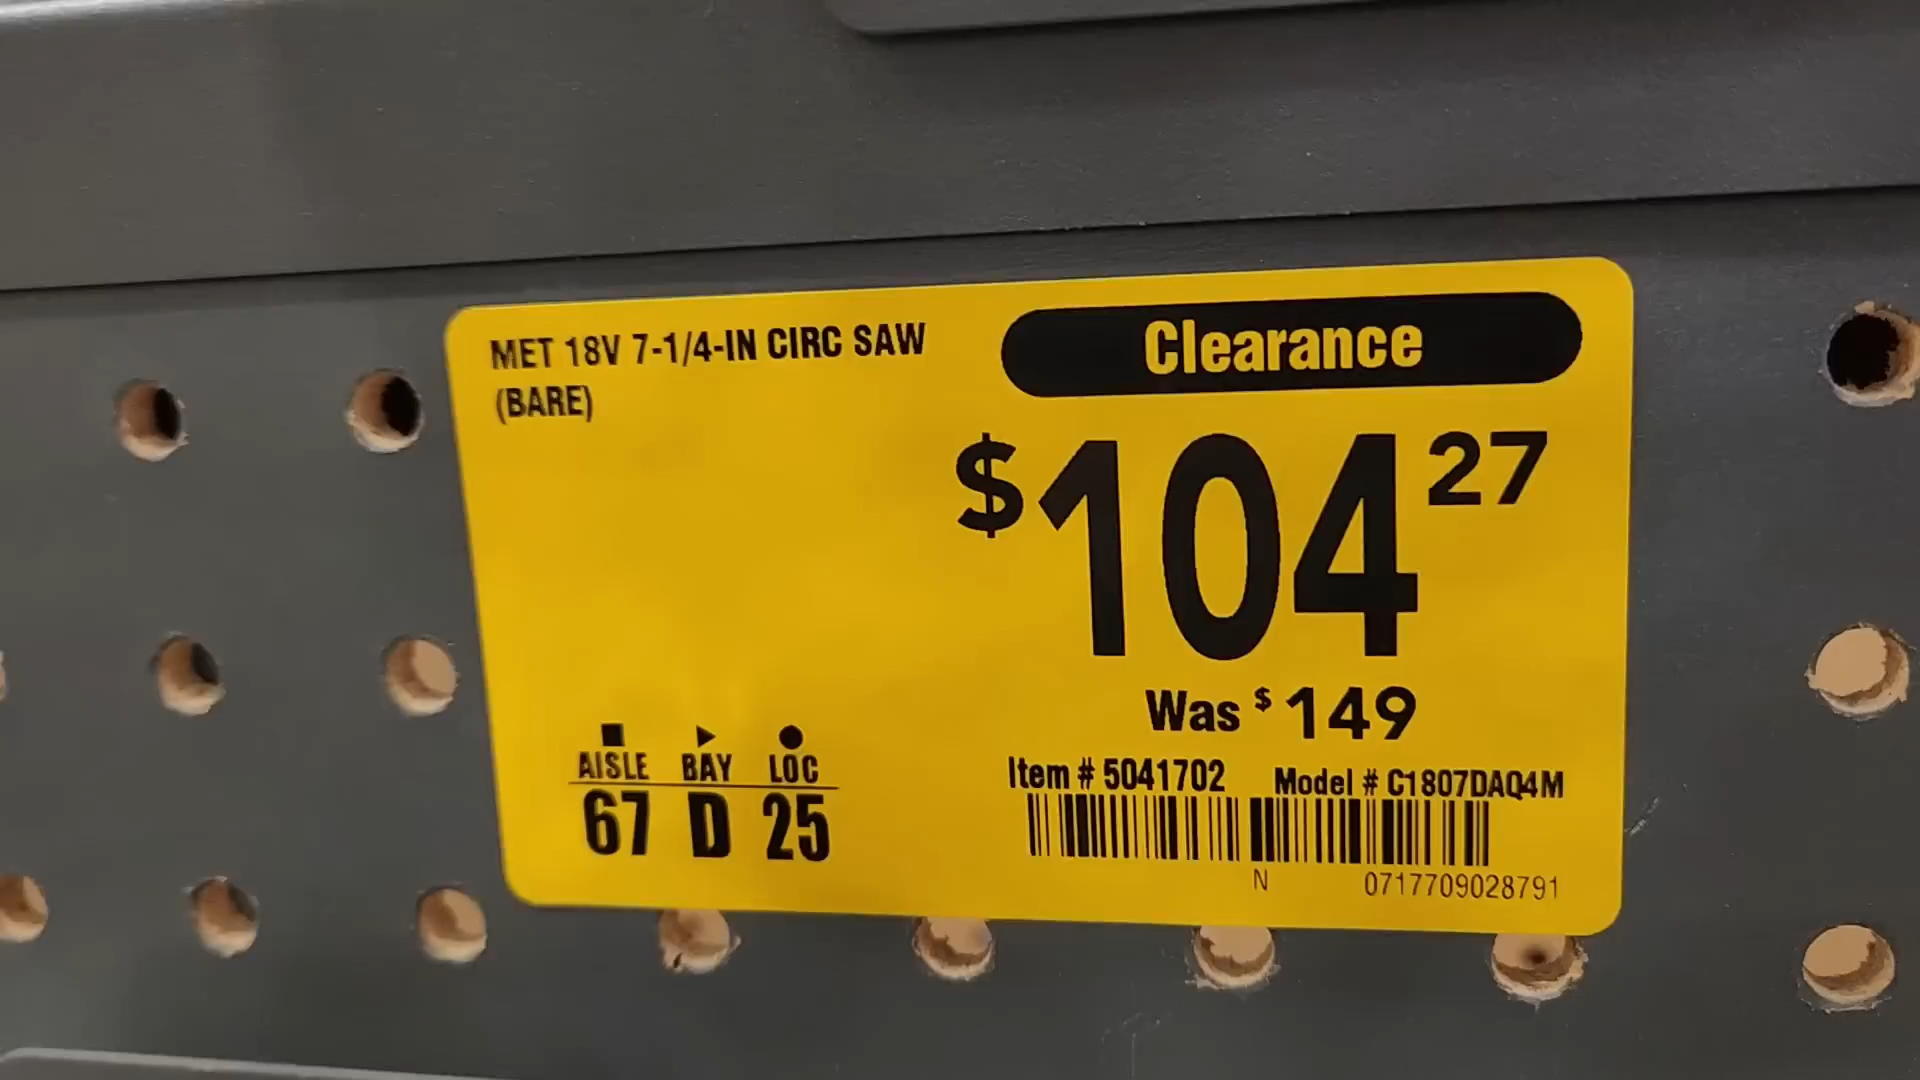 MET 18V 7-1/4-IN CIRC SAW
(BARE)
Clearance
$104 27
Was $149
AISLE BAY LOC
67 D 25
Item # 5041702 Model # C1807DAQ4M
N 0717709028791